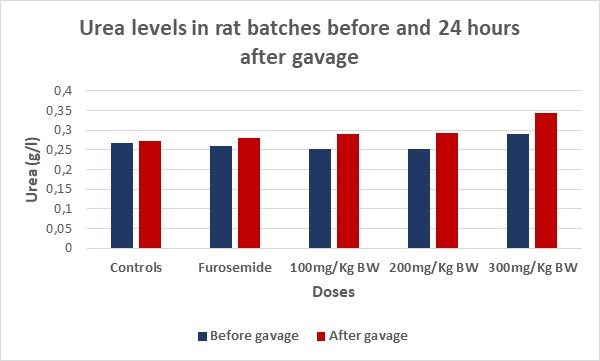 Urea levels in rat batches before and 24 hours
after gavage
0,4
0,35
0,3
0,25
0,2
0,15
0,1
0,05
0
Urea (g/l)
Controls Furosemide 100mg/Kg BW 200mg/Kg BW 300mg/Kg BW
Doses
Before gavage After gavage